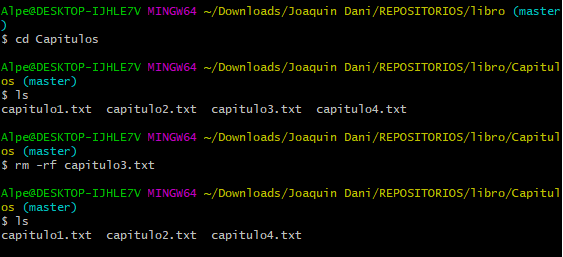 Alpe@DESKTOP-IJHLE7V MINGW64 ~/Downloads/Joaquin Dani/REPOSITORIOS/libro (master
)
$ cd Capitulos
Alpe@DESKTOP-IJHLE7V MINGW64 ~/Downloads/Joaquin Dani/REPOSITORIOS/libro/Capitul
os (master)
$ ls
capitulo1.txt  capitulo2.txt  capitulo3.txt  capitulo4.txt
Alpe@DESKTOP-IJHLE7V MINGW64 ~/Downloads/Joaquin Dani/REPOSITORIOS/libro/Capitul
os (master)
$ rm -rf capitulo3.txt
Alpe@DESKTOP-IJHLE7V MINGW64 ~/Downloads/Joaquin Dani/REPOSITORIOS/libro/Capitul
os (master)
$ ls
capitulo1.txt  capitulo2.txt  capitulo4.txt